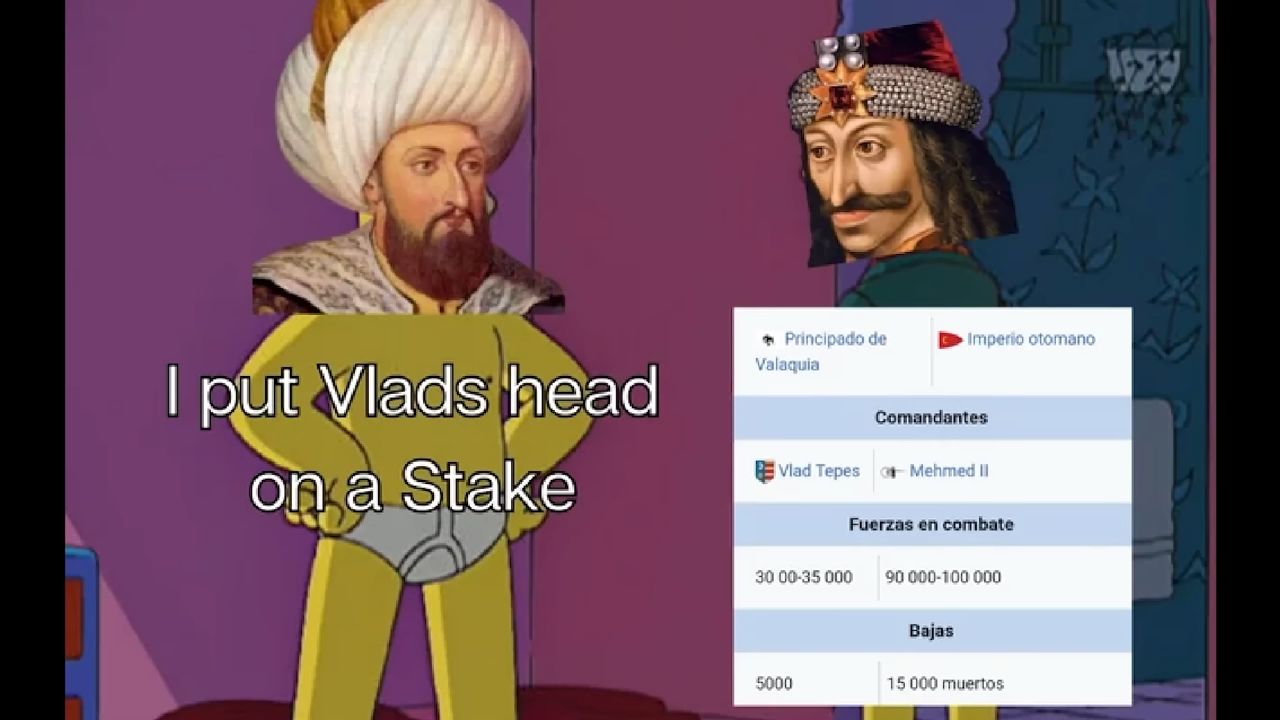 I put Vlads head
on a Stake
Principado de
Valaquia
Imperio otomano
Comandantes
Vlad Tepes
Mehmed II
Fuerzas en combate
30 00-35 000
90 000-100 000
Bajas
5000
15 000 muertos